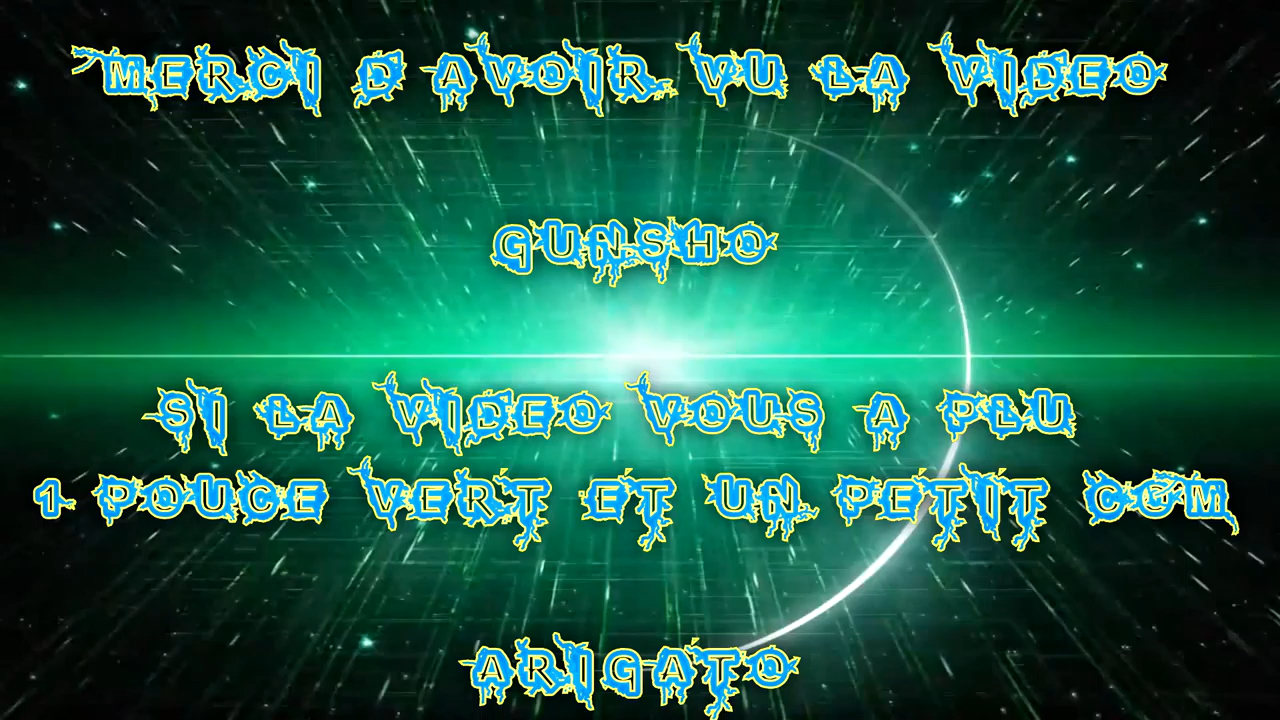 MERCI D AVOIR VU LA VIDEO
GUNSHO
SI LA VIDEO VOUS A PLU
1 POUCE VERT ET UN PETIT COM
ARIGATO